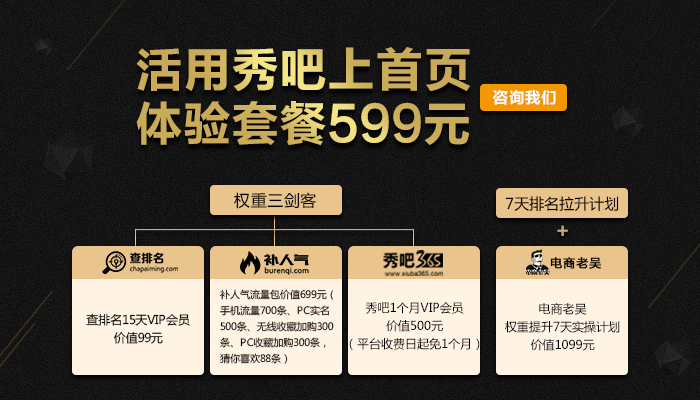 活用秀吧上首页
体验套餐599元
咨询我们
权重三剑客
7天排名拉升计划
+
查排名
chapaiming.com
补人气
burenqi.com
秀吧365
www.xiuba365.com
电商老吴
查排名15天VIP会员
价值99元
补人气流量包价值699元（
手机流量700条、PC实名
500条、无线收藏加购300
条、PC收藏加购300条，
猜你喜欢88条）
秀吧1个月VIP会员
价值500元
（平台收费日起免1个月）
电商老吴
权重提升7天实操计划
价值1099元